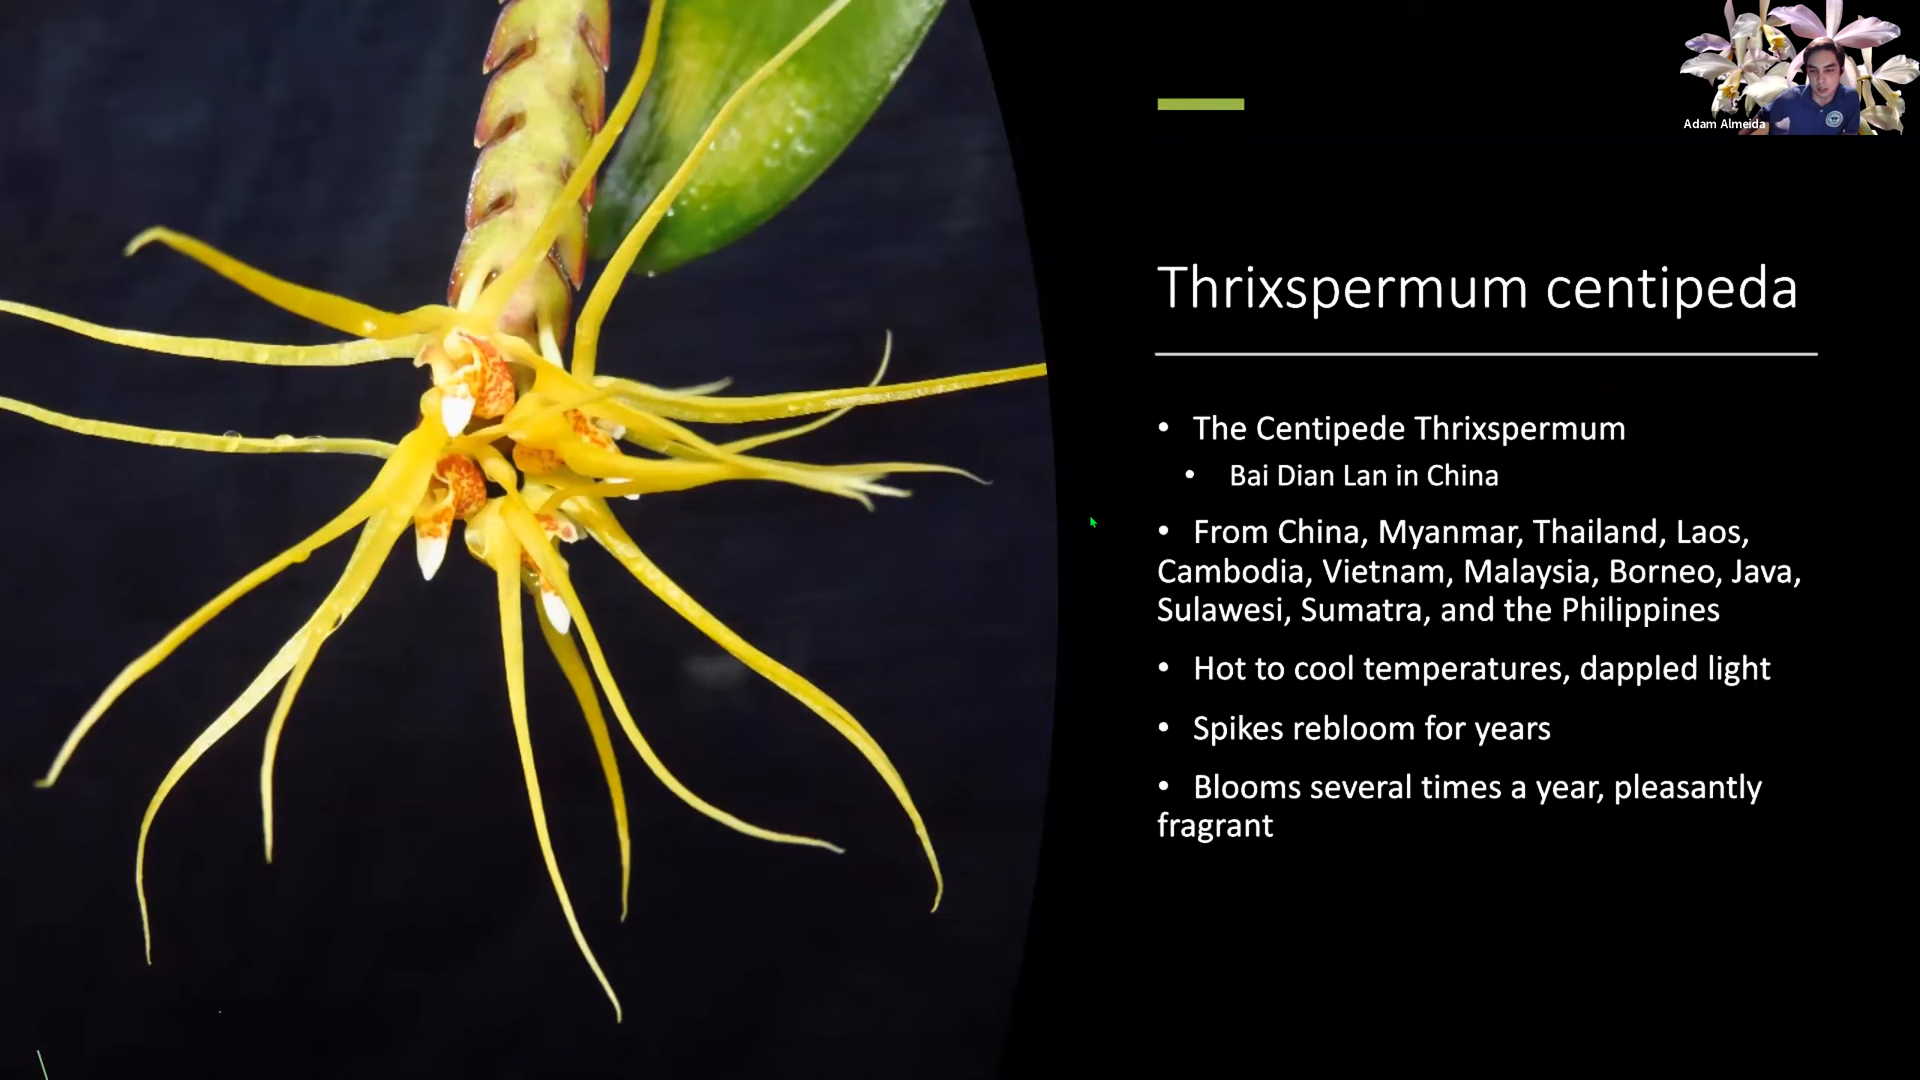 Adam Almeida
Thrixspermum centipeda
• The Centipede Thrixspermum
• Bai Dian Lan in China
• From China, Myanmar, Thailand, Laos,
Cambodia, Vietnam, Malaysia, Borneo, Java,
Sulawesi, Sumatra, and the Philippines
• Hot to cool temperatures, dappled light
• Spikes rebloom for years
• Blooms several times a year, pleasantly
fragrant